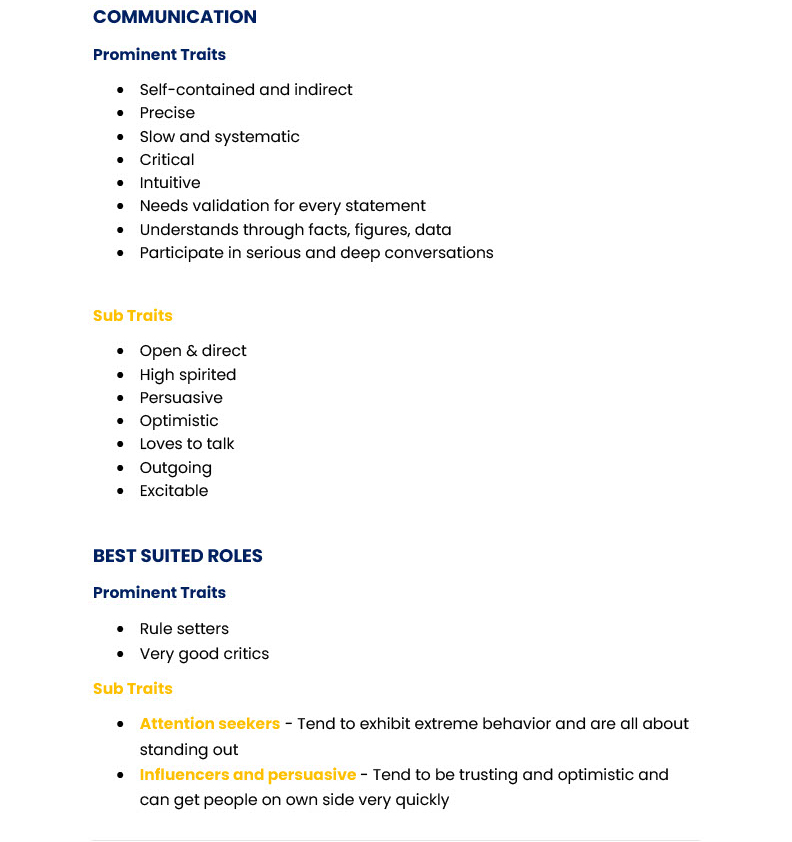 COMMUNICATION
Prominent Traits
• Self-contained and indirect
• Precise
• Slow and systematic
• Critical
• Intuitive
• Needs validation for every statement
• Understands through facts, figures, data
• Participate in serious and deep conversations
Sub Traits
• Open & direct
• High spirited
• Persuasive
• Optimistic
• Loves to talk
• Outgoing
• Excitable
BEST SUITED ROLES
Prominent Traits
• Rule setters
• Very good critics
Sub Traits
• Attention seekers - Tend to exhibit extreme behavior and are all about
standing out
• Influencers and persuasive - Tend to be trusting and optimistic and
can get people on own side very quickly